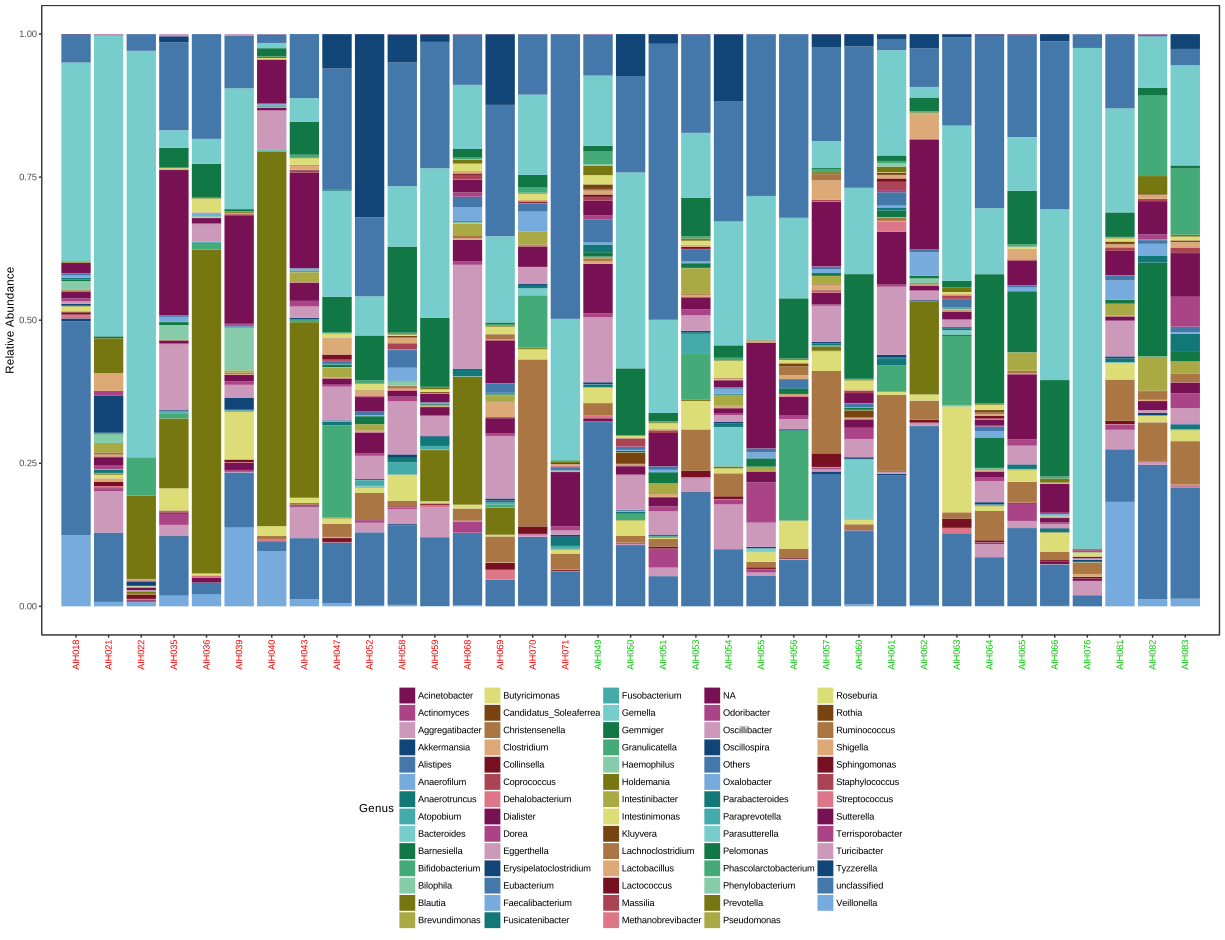 1.00
0.75
0.50
0.25
0.00
Relative Abundance
AIH018 AIH021 AIH022 AIH035 AIH036 AIH039 AIH040 AIH043 AIH047 AIH052 AIH058 AIH059 AIH068 AIH069 AIH070 AIH071 AIH049 AIH050 AIH051 AIH053 AIH054 AIH055 AIH056 AIH057 AIH060 AIH061 AIH062 AIH063 AIH064 AIH065 AIH066 AIH076 AIH081 AIH082 AIH083
Genus
Acinetobacter
Actinomyces
Aggregatibacter
Akkermansia
Alistipes
Anaerofilum
Anaerotruncus
Atopobium
Bacteroides
Barnesiella
Bifidobacterium
Bilophila
Blautia
Brevundimonas
Butyricimonas
Candidatus_Soleaferrea
Christensenella
Clostridium
Collinsella
Coprococcus
Dehalobacterium
Dialister
Dorea
Eggerthella
Erysipelatoclostridium
Eubacterium
Faecalibacterium
Fusicatenibacter
Fusobacterium
Gemella
Gemmiger
Granulicatella
Haemophilus
Holdemania
Intestinibacter
Intestinimonas
Kluyvera
Lachnoclostridium
Lactobacillus
Lactococcus
Massilia
Methanobrevibacter
NA
Odoribacter
Oscillibacter
Oscillospira
Others
Oxalobacter
Parabacteroides
Paraprevotella
Parasutterella
Pelomonas
Phascolarctobacterium
Phenylobacterium
Prevotella
Pseudomonas
Roseburia
Rothia
Ruminococcus
Shigella
Sphingomonas
Staphylococcus
Streptococcus
Sutterella
Terrisporobacter
Turicibacter
Tyzzerella
unclassified
Veillonella